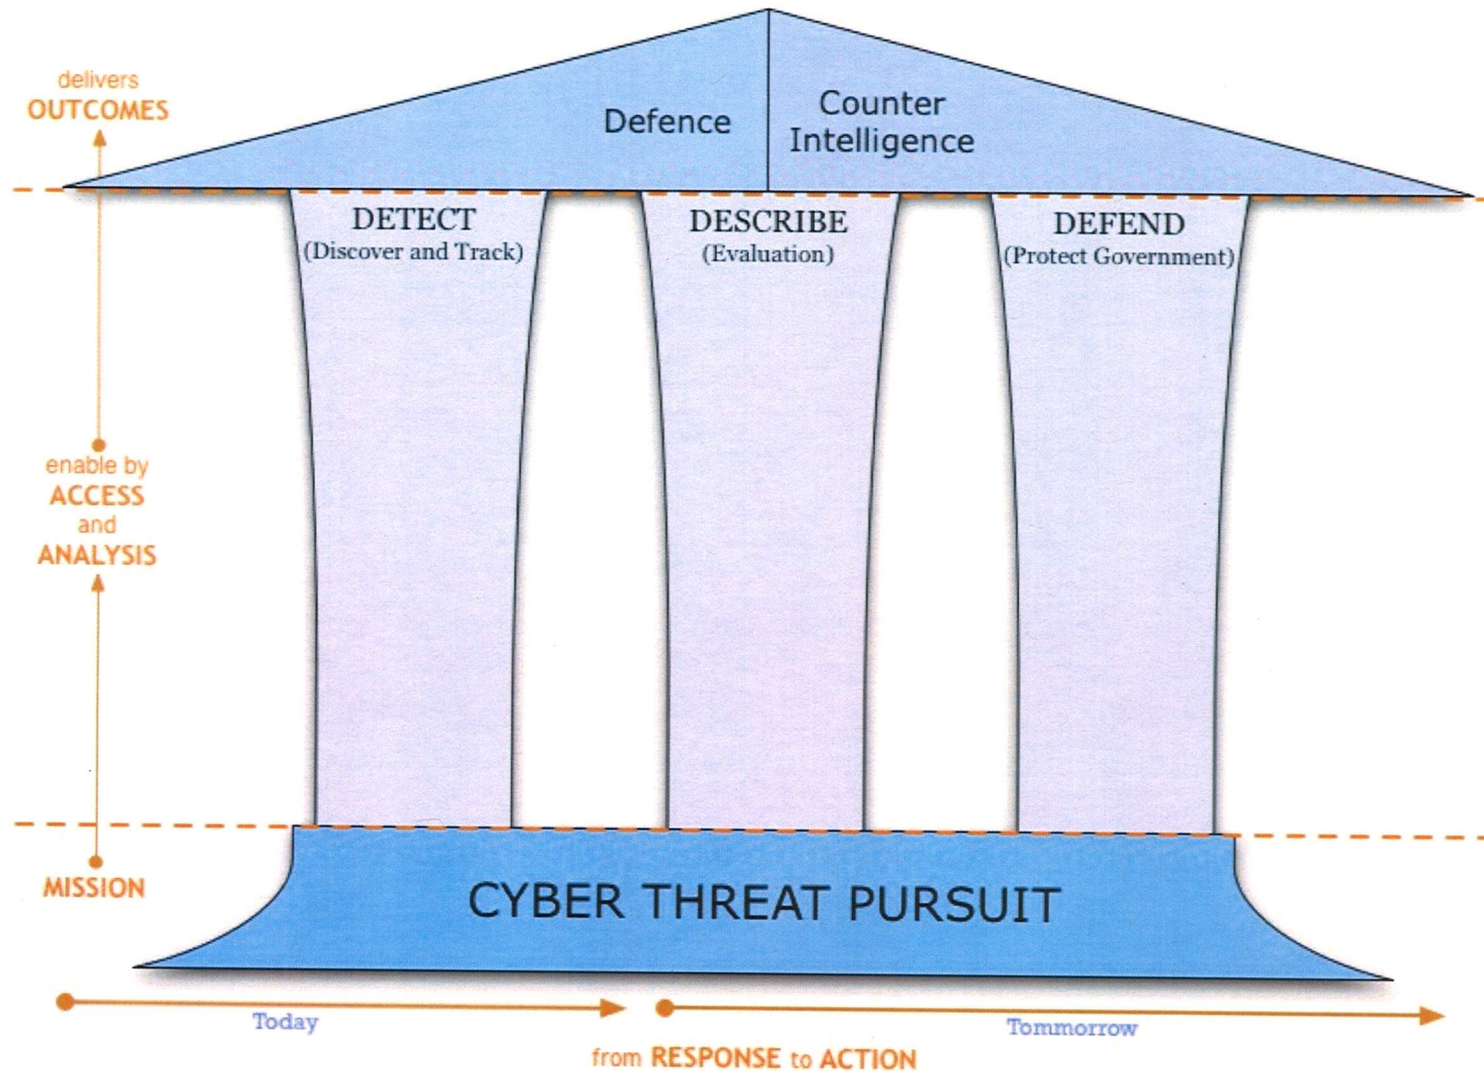 delivers
OUTCOMES
Defence
Counter
Intelligence
DETECT
(Discover and Track)
DESCRIBE
(Evaluation)
DEFEND
(Protect Government)
enable by
ACCESS
and
ANALYSIS
MISSION
CYBER THREAT PURSUIT
Today
Tommorrow
from RESPONSE to ACTION